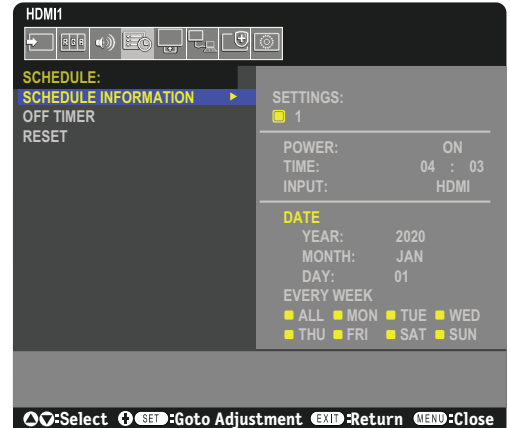 HDMI1
RGB
SCHEDULE:
SCHEDULE INFORMATION
OFF TIMER
RESET
SETTINGS:
1
POWER: ON
TIME: 04 : 03
INPUT: HDMI
DATE
YEAR: 2020
MONTH: JAN
DAY: 01
EVERY WEEK
ALL MON TUE WED
THU FRI SAT SUN
:Select SET :Goto Adjustment EXIT :Return MENU :Close